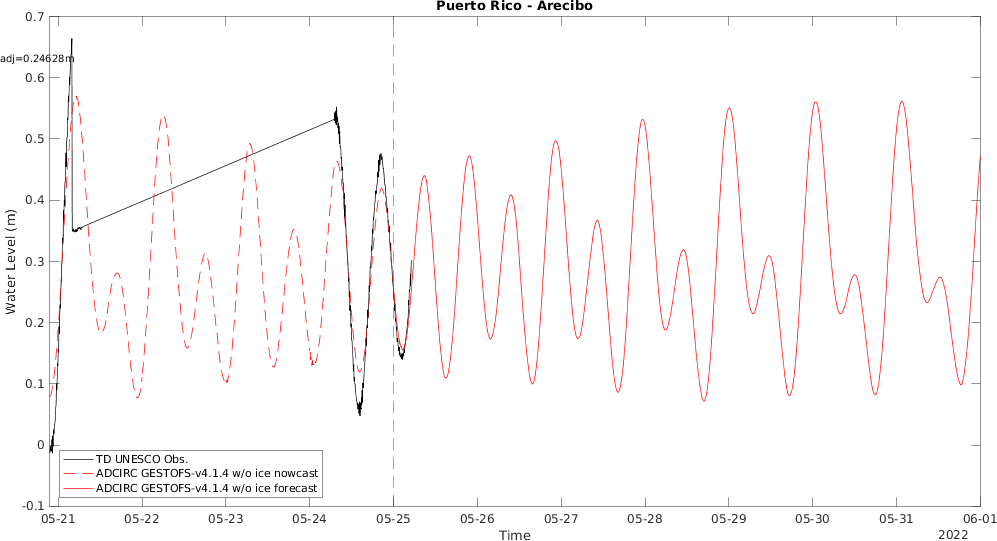 Puerto Rico - Arecibo
0.7
adj=0.24628m
0.6
0.5
0.4
0.3
0.2
0.1
0
-0.1
Water Level (m)
TD UNESCO Obs.
ADCIRC GESTOFS-v4.1.4 w/o ice nowcast
ADCIRC GESTOFS-v4.1.4 w/o ice forecast
05-21 05-22 05-23 05-24 05-25 05-26 05-27 05-28 05-29 05-30 05-31 06-01
Time
2022